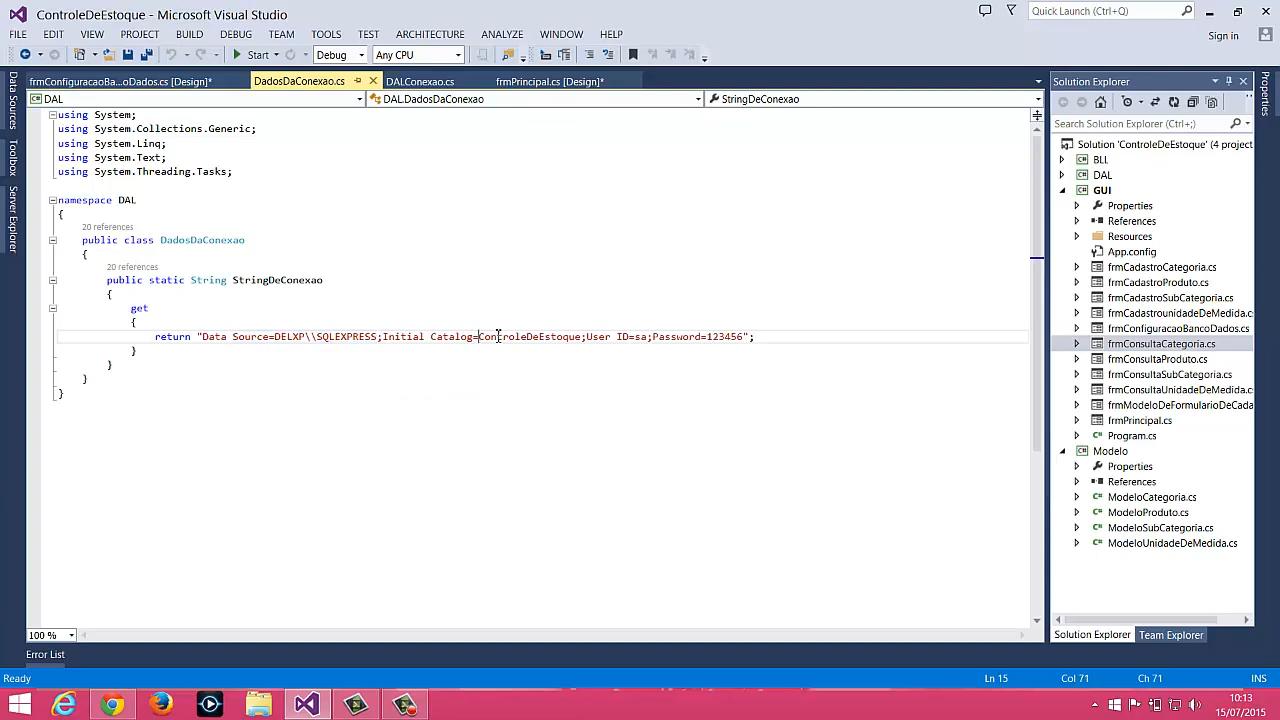 ControleDeEstoque - Microsoft Visual Studio
Quick Launch (Ctrl+Q)
FILE EDIT VIEW PROJECT BUILD DEBUG TEAM TOOLS TEST ARCHITECTURE ANALYZE WINDOW HELP
Sign in
Start Debug Any CPU
frmConfiguracaoBa...oDados.cs [Design]* DadosDaConexao.cs DALConexao.cs frmPrincipal.cs [Design]*
DAL DAL.DadosDaConexao StringDeConexao
Data Sources
Toolbox
Server Explorer
using System;
using System.Collections.Generic;
using System.Linq;
using System.Text;
using System.Threading.Tasks;
namespace DAL
{
20 references
public class DadosDaConexao
{
20 references
public static String StringDeConexao
{
get
{
return "Data Source=DELXP\\SQLEXPRESS;Initial Catalog=ControleDeEstoque;User ID=sa;Password=123456";
}
}
}
}
100 %
Error List
Solution Explorer
Search Solution Explorer (Ctrl+;)
Solution 'ControleDeEstoque' (4 project
BLL
DAL
GUI
Properties
References
Resources
App.config
frmCadastroCategoria.cs
frmCadastroProduto.cs
frmCadastroSubCategoria.cs
frmCadastrounidadeDeMedida.cs
frmConfiguracaoBancoDados.cs
frmConsultaCategoria.cs
frmConsultaProduto.cs
frmConsultaSubCategoria.cs
frmConsultaUnidadeDeMedida.cs
frmModeloDeFormularioDeCada
frmPrincipal.cs
Program.cs
Modelo
Properties
References
ModeloCategoria.cs
ModeloProduto.cs
ModeloSubCategoria.cs
ModeloUnidadeDeMedida.cs
Solution Explorer Team Explorer
Properties
Ready Ln 15 Col 71 Ch 71 INS
10:13
15/07/2015